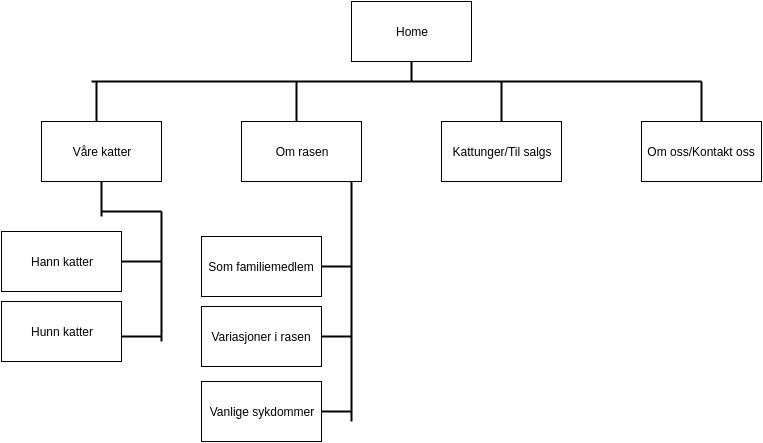 Home
Våre katter
Om rasen
Kattunger/Til salgs
Om oss/Kontakt oss
Hann katter
Hunn katter
Som familiemedlem
Variasjoner i rasen
Vanlige sykdommer